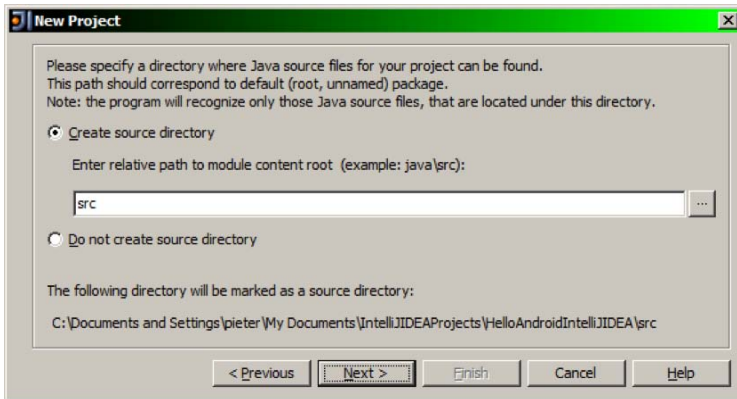 New Project
Please specify a directory where Java source files for your project can be found.
This path should correspond to default (root, unnamed) package.
Note: the program will recognize only those Java source files, that are located under this directory.
Create source directory
Enter relative path to module content root (example: java\src):
src
...
Do not create source directory
The following directory will be marked as a source directory:
C:\Documents and Settings\pieter\My Documents\IntelliJIDEAProjects\HelloAndroidIntelliJIDEA\src
< Previous Next > Finish Cancel Help